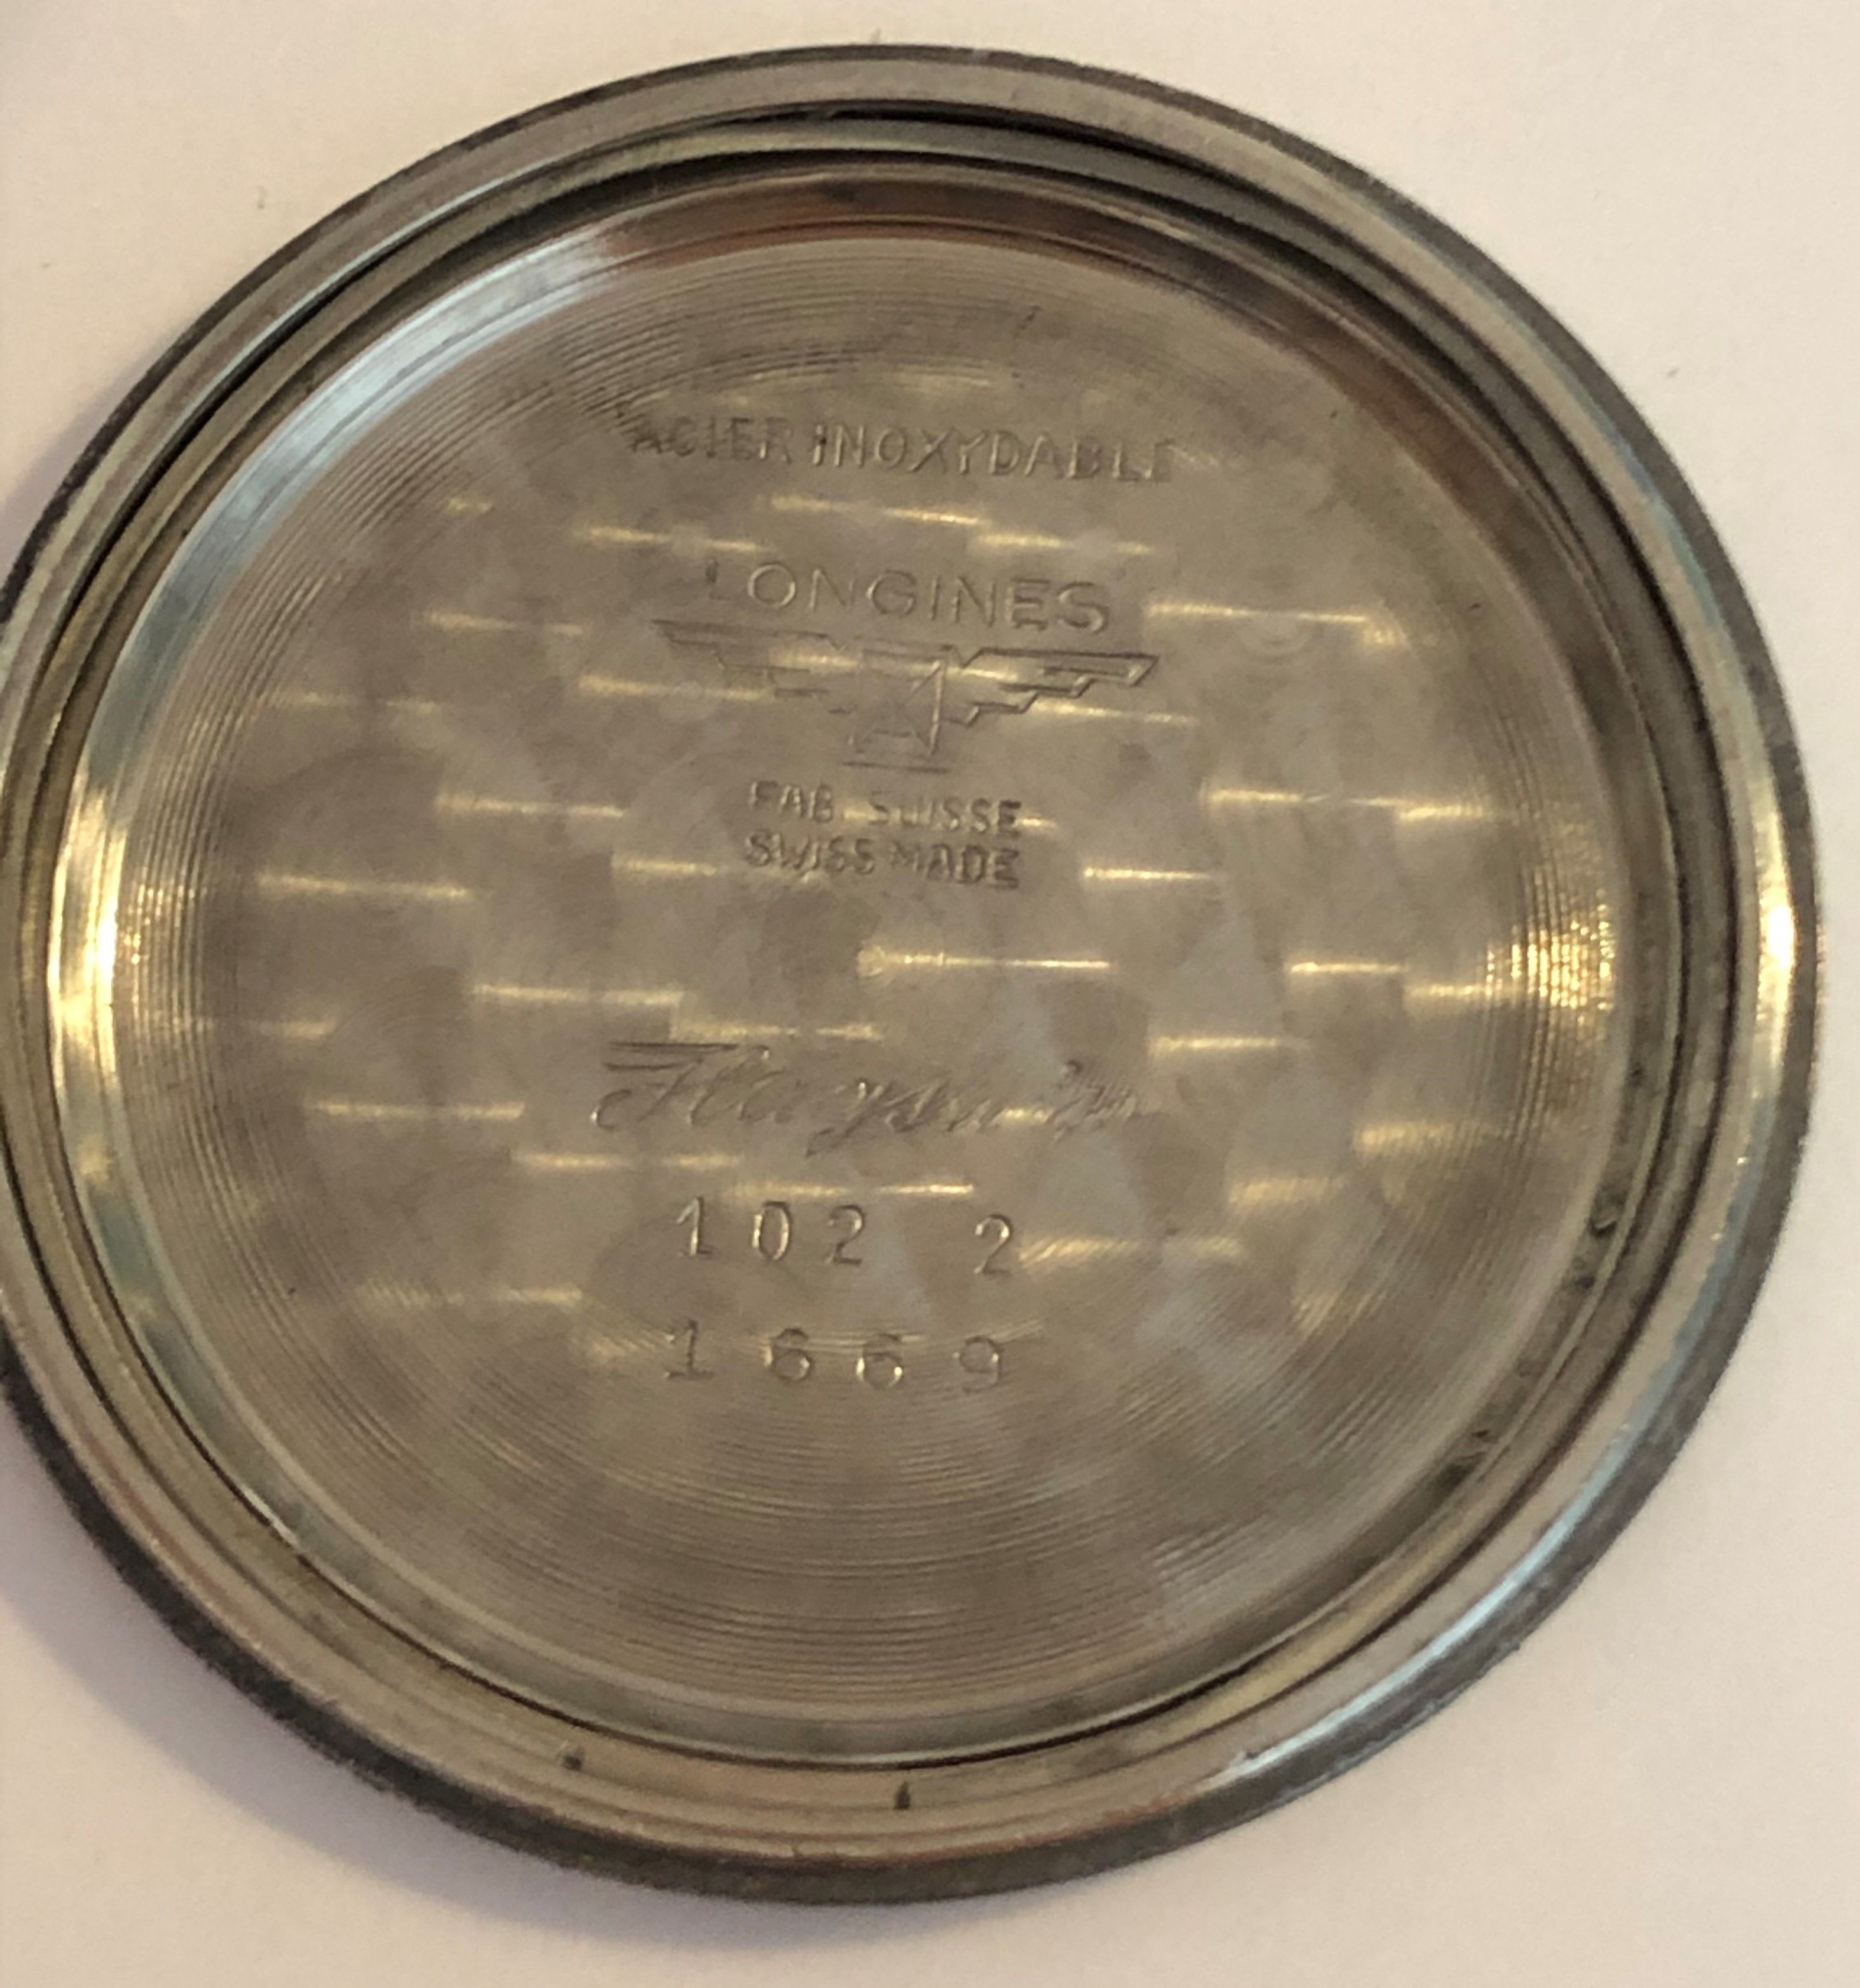 ACIER INOXYDABLE
LONGINES
FAB. SUISSE
SWISS MADE
Flagship
102 2
1669